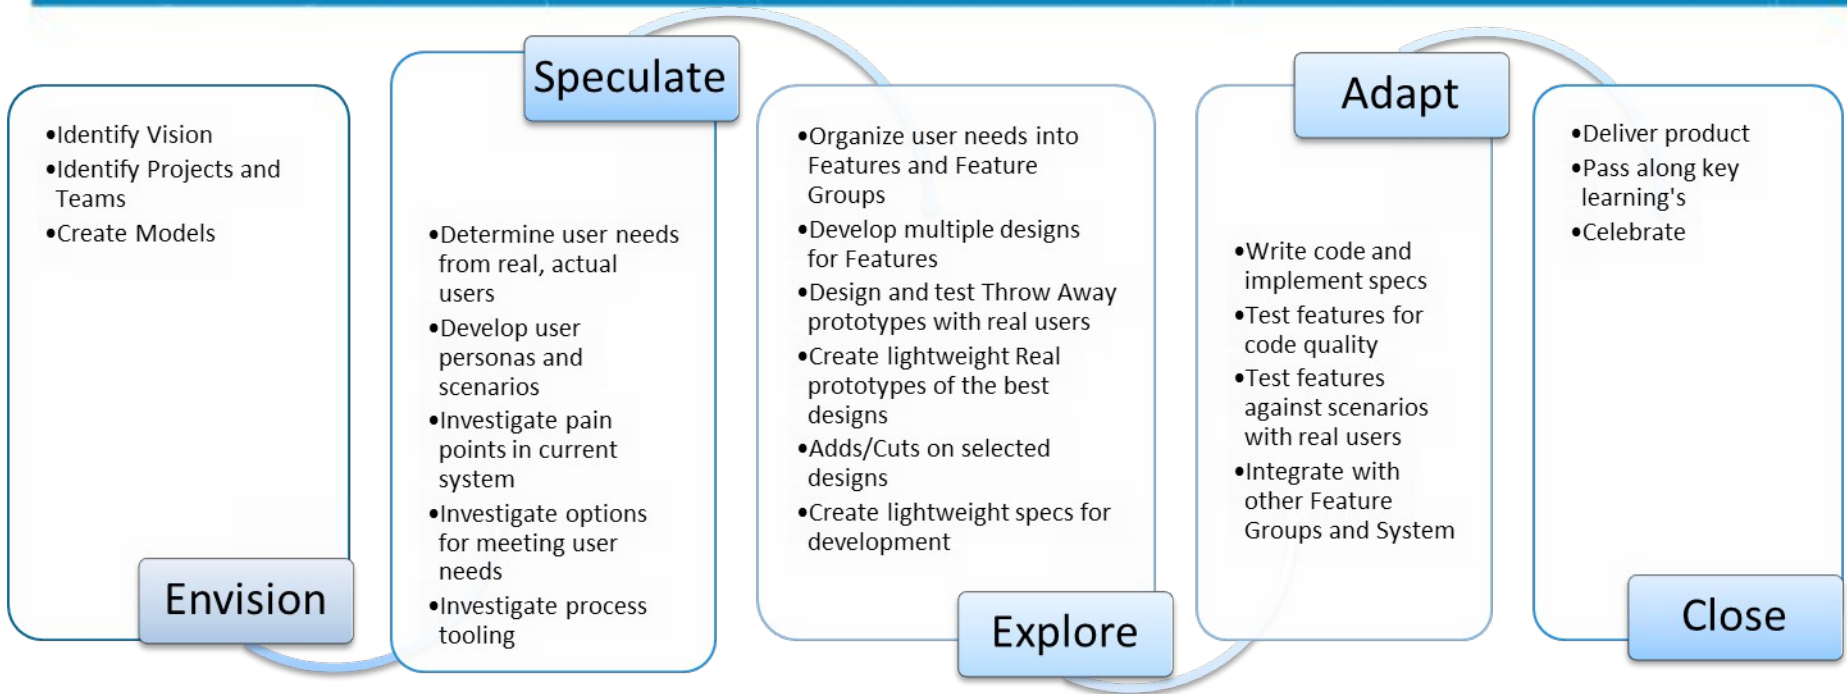 •Identify Vision
•Identify Projects and
Teams
•Create Models
Envision
Speculate
•Determine user needs
from real, actual
users
•Develop user
personas and
scenarios
•Investigate pain
points in current
system
•Investigate options
for meeting user
needs
•Investigate process
tooling
•Organize user needs into
Features and Feature
Groups
•Develop multiple designs
for Features
•Design and test Throw Away
prototypes with real users
•Create lightweight Real
prototypes of the best
designs
•Adds/Cuts on selected
designs
•Create lightweight specs for
development
Explore
Adapt
•Write code and
implement specs
•Test features for
code quality
•Test features
against scenarios
with real users
•Integrate with
other Feature
Groups and System
•Deliver product
•Pass along key
learning's
•Celebrate
Close